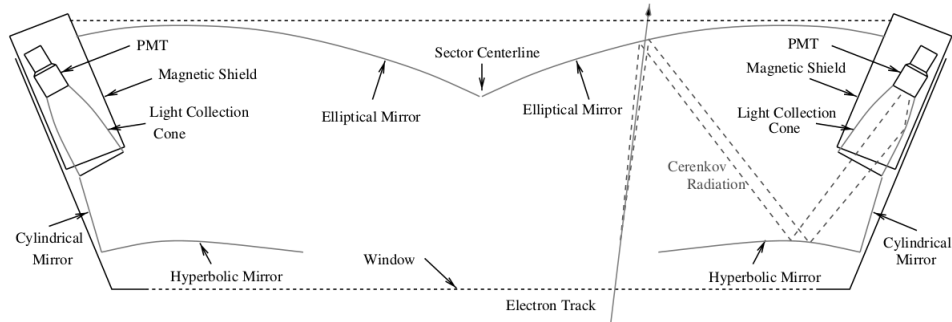 PMT
Magnetic Shield
Light Collection
Cone
Elliptical Mirror
Sector Centerline
Elliptical Mirror
PMT
Magnetic Shield
Light Collection
Cone
Cerenkov
Radiation
Cylindrical
Mirror
Hyperbolic Mirror
Window
Electron Track
Hyperbolic Mirror
Cylindrical
Mirror